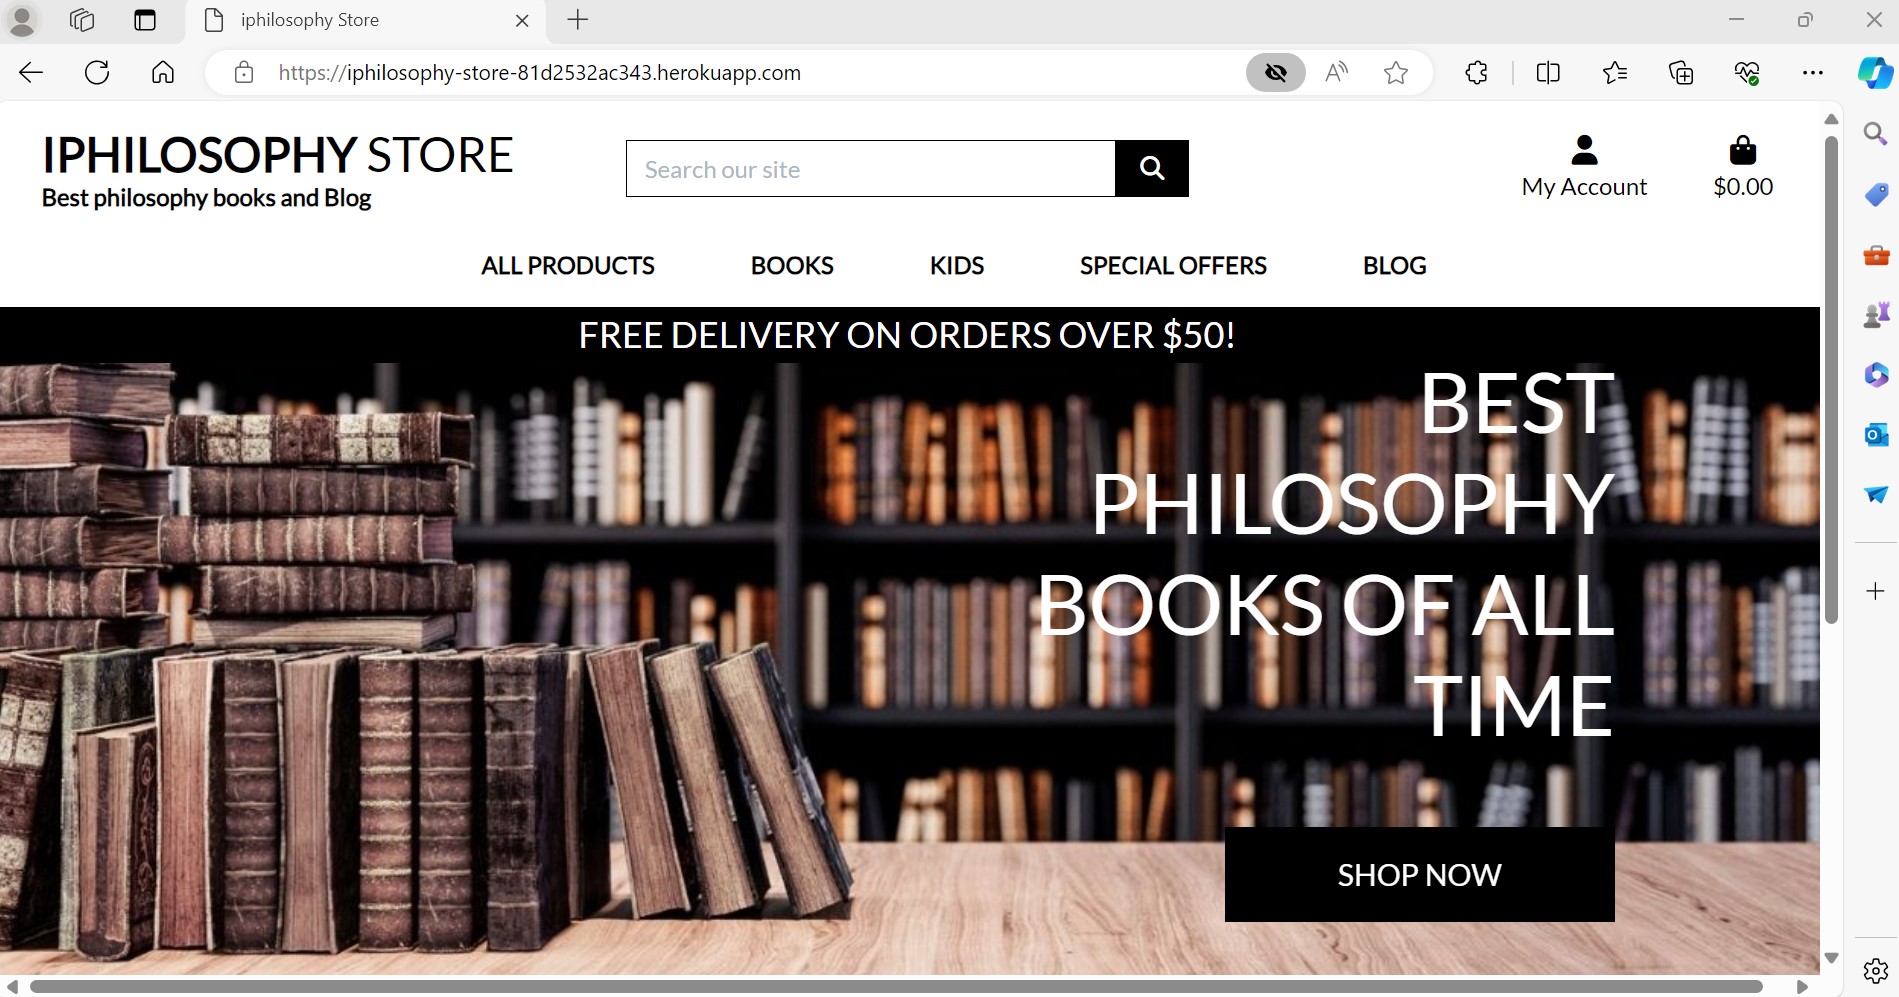 iphilosophy Store
https://iphilosophy-store-81d2532ac343.herokuapp.com
IPHILOSOPHY STORE
Best philosophy books and Blog
Search our site
My Account
$0.00
ALL PRODUCTS BOOKS KIDS SPECIAL OFFERS BLOG
FREE DELIVERY ON ORDERS OVER $50!
BEST
PHILOSOPHY
BOOKS OF ALL
TIME
SHOP NOW